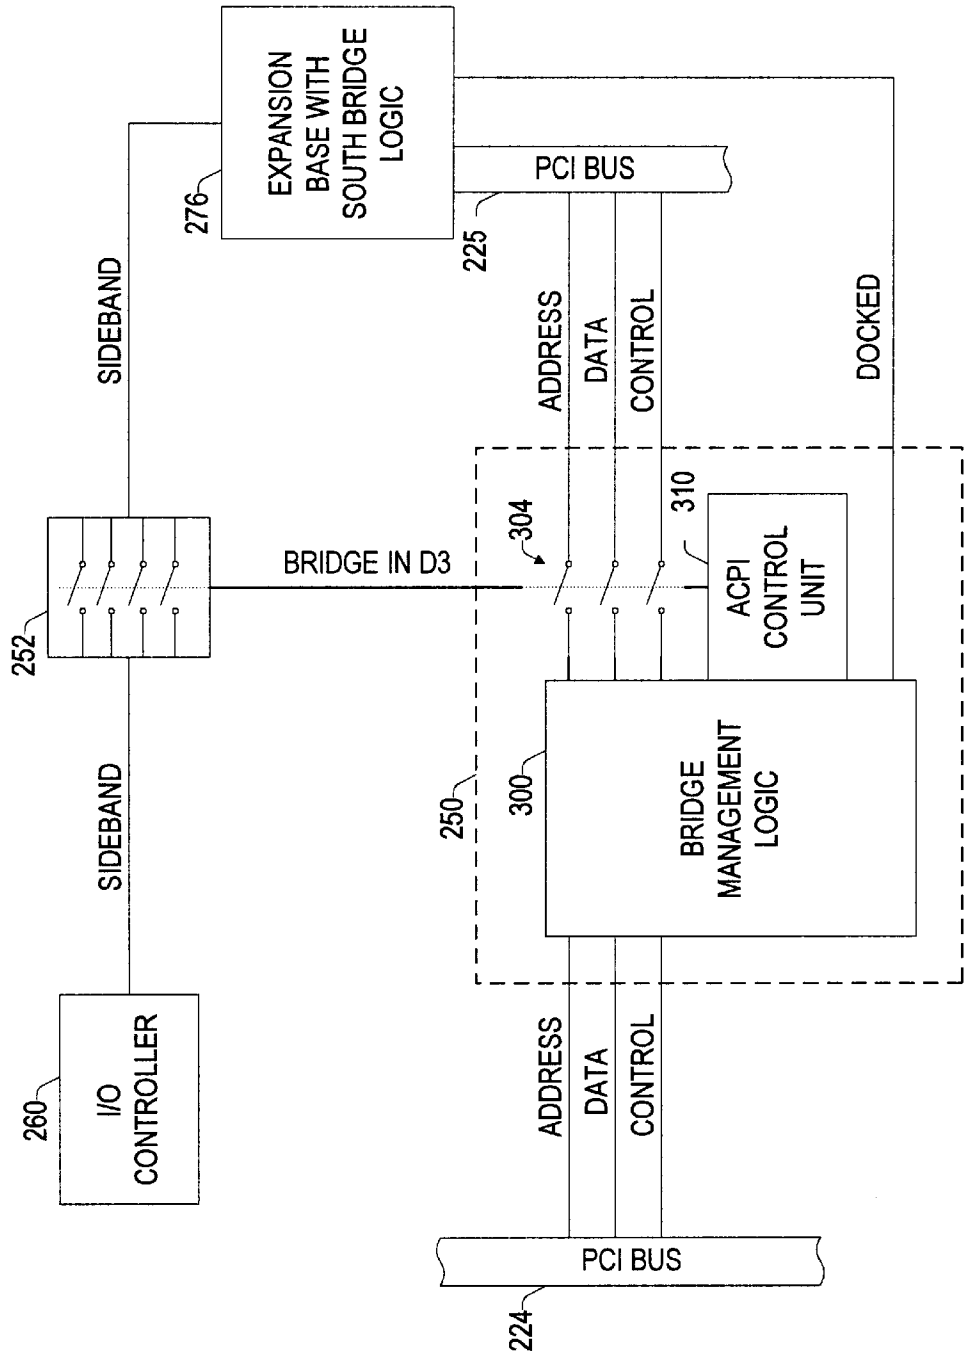 EXPANSION
BASE WITH
SOUTH BRIDGE
LOGIC
276
PCI BUS
225
SIDEBAND
ADDRESS
DATA
CONTROL
DOCKED
252
BRIDGE IN D3
304
310
ACPI
CONTROL
UNIT
SIDEBAND
250
300
BRIDGE
MANAGEMENT
LOGIC
260
I/O
CONTROLLER
ADDRESS
DATA
CONTROL
PCI BUS
224